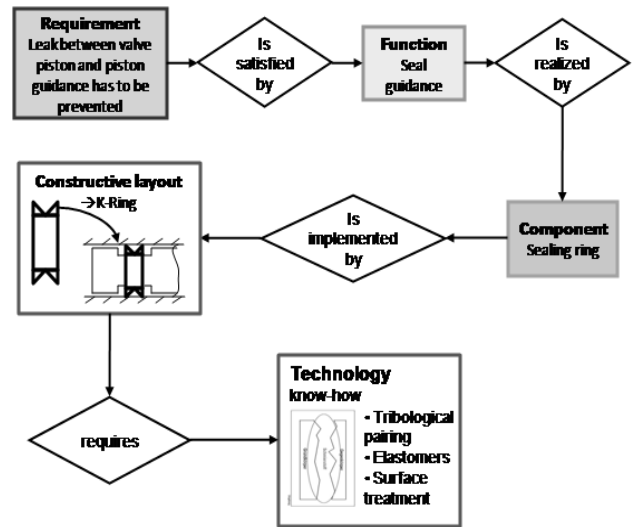 Requirement
Leak between valve
piston and piston
guidance has to be
prevented
Is
satisfied
by
Function
Seal
guidance
Is
realized
by
Component
Sealing ring
Is
implemented
by
Constructive layout
→K-Ring
requires
Technology
know-how
• Tribological
pairing
• Elastomers
• Surface
treatment